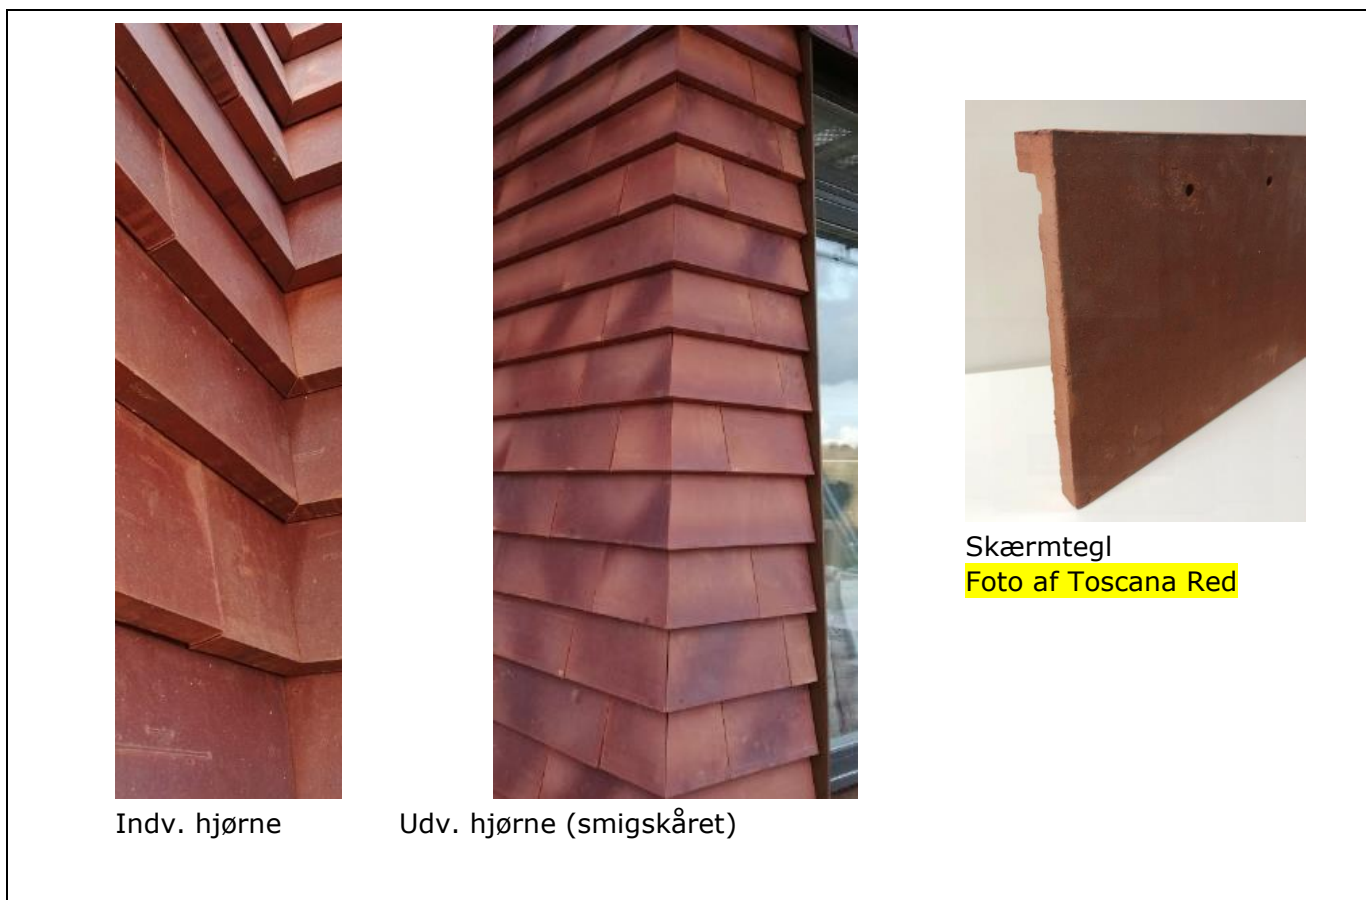 Skærmtegl
Foto af Toscana Red
Indv. hjørne
Udv. hjørne (smigskåret)